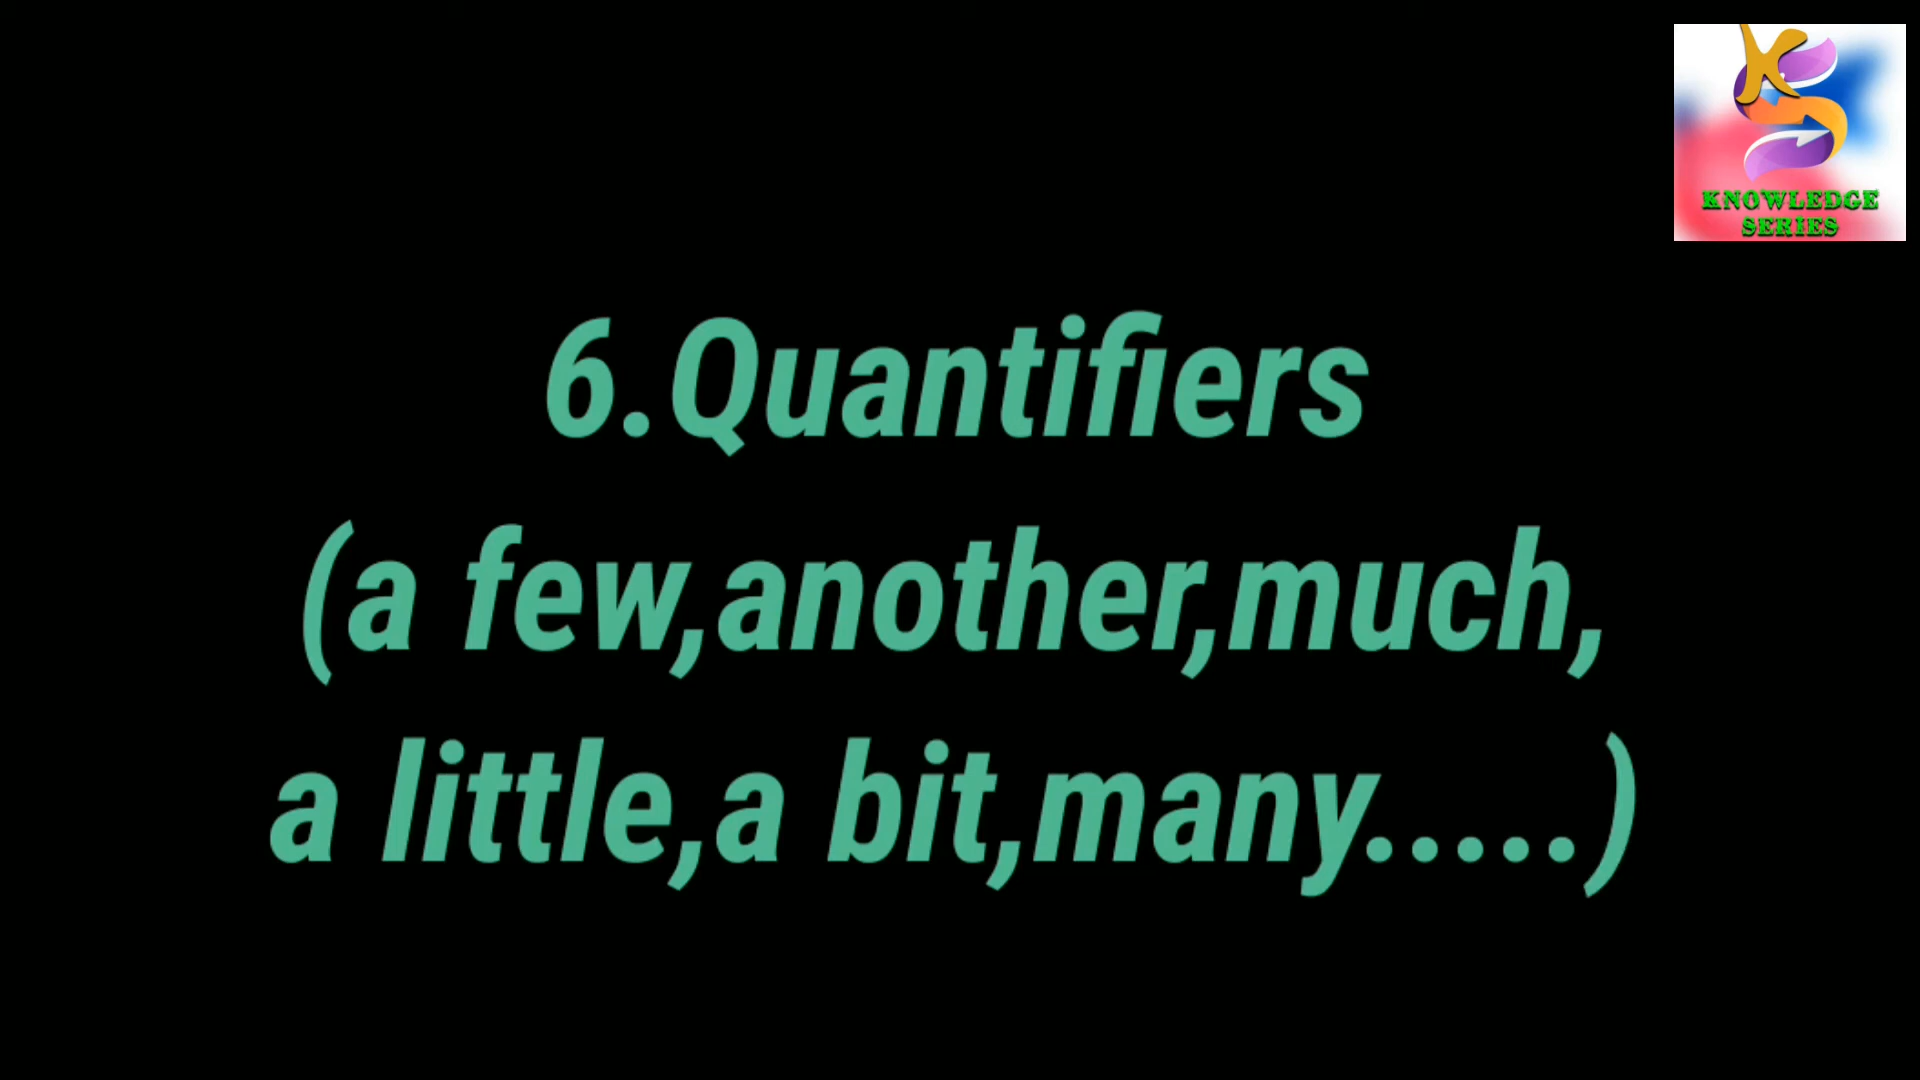 KNOWLEDGE
SERIES
6.Quantifiers
(a few,another,much,
a little,a bit,many.....)